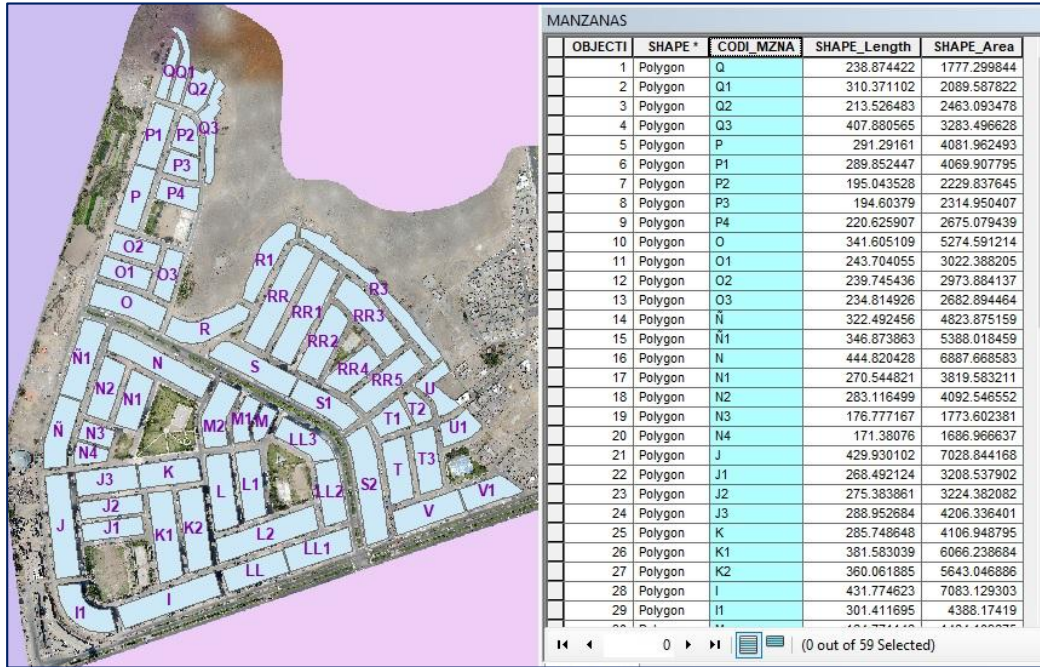 QQ1
Q2
Q3
P1
P2
P3
P
P4
O2
O1
O3
O
R1
R3
RR
RR1
RR3
RR2
R
Ñ1
N
S
RR4
RR5
U
N2
N1
S1
T2
T1
U1
M2
M1
M
LL3
Ñ
N3
N4
T
T3
K
J3
L
L1
LL2
S2
V1
J2
J
J1
K1
K2
L2
V
LL1
LL
I
I1
MANZANAS
OBJECTI SHAPE * CODI_MZNA SHAPE_Length SHAPE_Area
1 Polygon Q 238.874422 1777.299844
2 Polygon Q1 310.371102 2089.587822
3 Polygon Q2 213.526483 2463.093478
4 Polygon Q3 407.880565 3283.496628
5 Polygon P 291.29161 4081.962493
6 Polygon P1 289.852447 4069.907795
7 Polygon P2 195.043528 2229.837645
8 Polygon P3 194.60379 2314.950407
9 Polygon P4 220.625907 2675.079439
10 Polygon O 341.605109 5274.591214
11 Polygon O1 243.704055 3022.388205
12 Polygon O2 239.745436 2973.884137
13 Polygon O3 234.814926 2682.894464
14 Polygon Ñ 322.492456 4823.875159
15 Polygon Ñ1 346.873863 5388.018459
16 Polygon N 444.820428 6887.668583
17 Polygon N1 270.544821 3819.583211
18 Polygon N2 283.116499 4092.546552
19 Polygon N3 176.777167 1773.602381
20 Polygon N4 171.38076 1686.966637
21 Polygon J 429.930102 7028.844168
22 Polygon J1 268.492124 3208.537902
23 Polygon J2 275.383861 3224.382082
24 Polygon J3 288.952684 4206.336401
25 Polygon K 285.748648 4106.948795
26 Polygon K1 381.583039 6066.238684
27 Polygon K2 360.061885 5643.046886
28 Polygon I 431.774623 7083.129303
29 Polygon I1 301.411695 4388.17419
0 (0 out of 59 Selected)